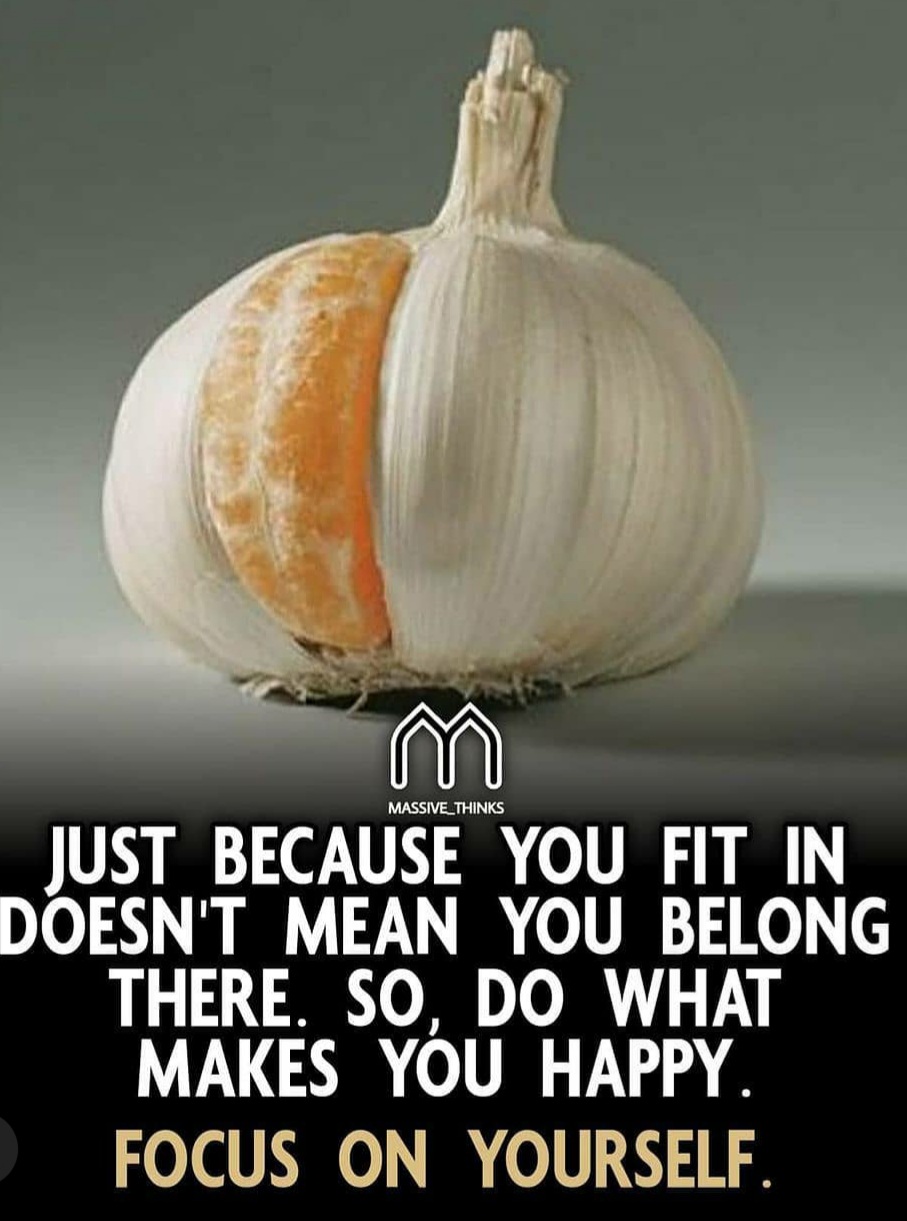 MASSIVE_THINKS
JUST BECAUSE YOU FIT IN
DOESN'T MEAN YOU BELONG
THERE. SO, DO WHAT
MAKES YOU HAPPY.
FOCUS ON YOURSELF.